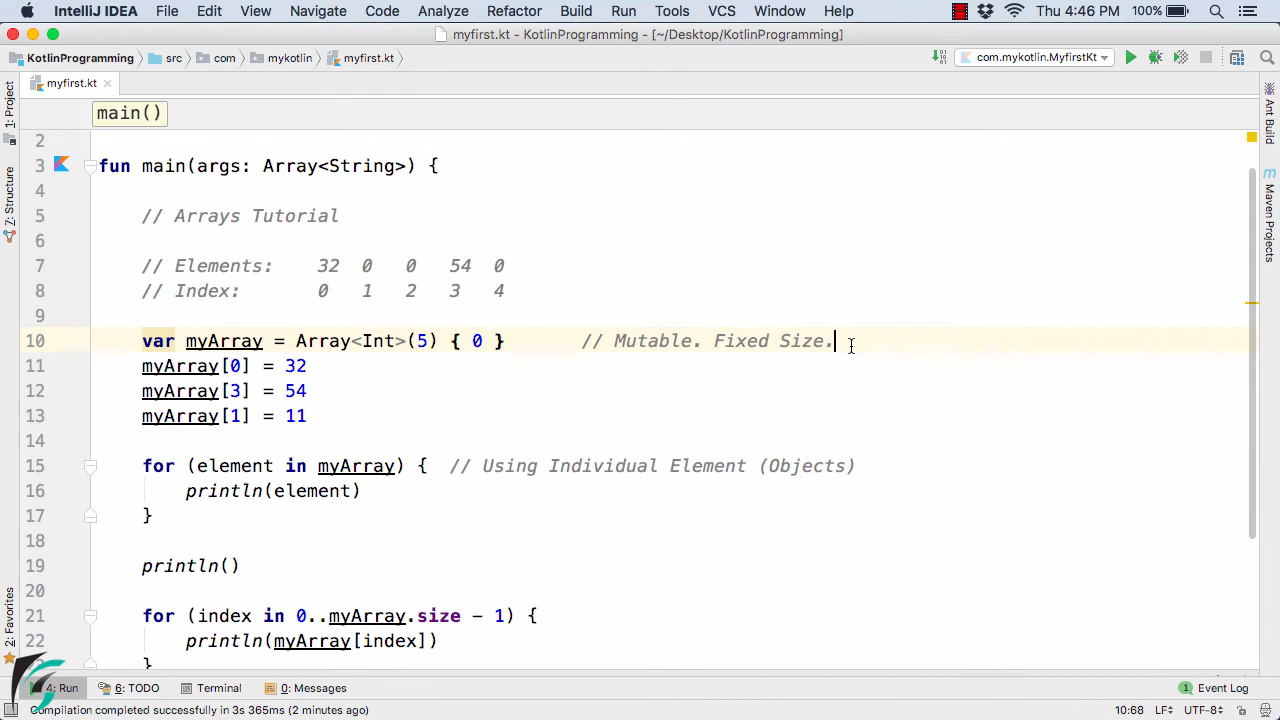 IntelliJ IDEA File Edit View Navigate Code Analyze Refactor Build Run Tools VCS Window Help Thu 4:46 PM 100%
myfirst.kt - KotlinProgramming - [~/Desktop/KotlinProgramming]
KotlinProgramming src com mykotlin myfirst.kt com.mykotlin.MyfirstKt
myfirst.kt
main()
2
3 fun main(args: Array<String>) {
4
5 // Arrays Tutorial
6
7 // Elements: 32 0 0 54 0
8 // Index: 0 1 2 3 4
9
10 var myArray = Array<Int>(5) { 0 } // Mutable. Fixed Size.
11 myArray[0] = 32
12 myArray[3] = 54
13 myArray[1] = 11
14
15 for (element in myArray) { // Using Individual Element (Objects)
16 println(element)
17 }
18
19 println()
20
21 for (index in 0..myArray.size - 1) {
22 println(myArray[index])
}
1: Project
7: Structure
2: Favorites
Ant Build
Maven Projects
4: Run 6: TODO Terminal 0: Messages 1 Event Log
Compilation completed successfully in 3s 365ms (2 minutes ago) 10:68 LF UTF-8